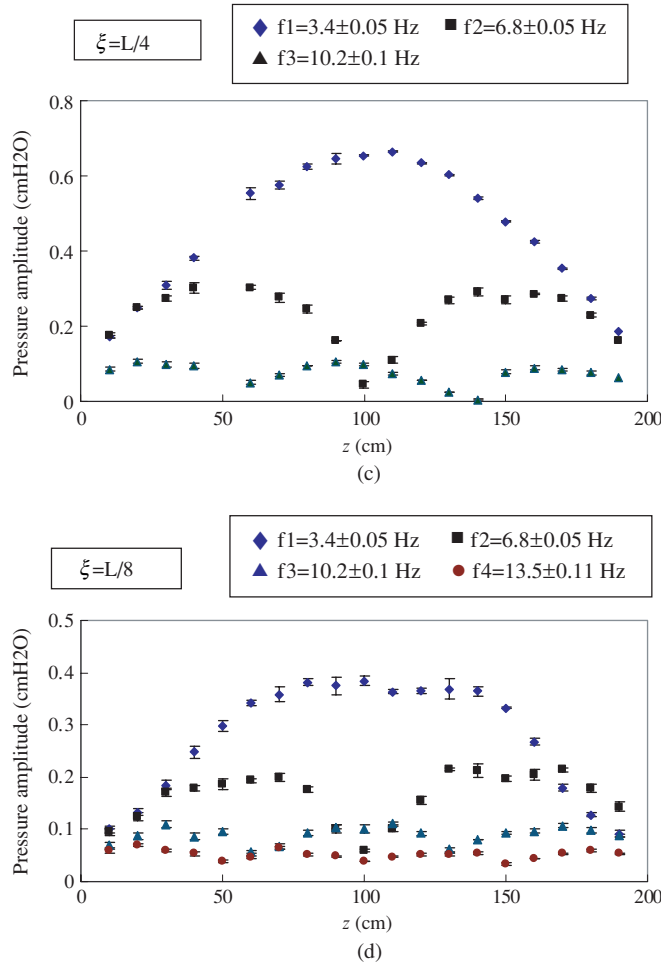 ξ=L/4
f1=3.4±0.05 Hz f2=6.8±0.05 Hz
f3=10.2±0.1 Hz
Pressure amplitude (cmH2O)
0.8
0.6
0.4
0.2
0
0 50 100 150 200
z (cm)
(c)
ξ=L/8
f1=3.4±0.05 Hz f2=6.8±0.05 Hz
f3=10.2±0.1 Hz f4=13.5±0.11 Hz
Pressure amplitude (cmH2O)
0.5
0.4
0.3
0.2
0.1
0
0 50 100 150 200
z (cm)
(d)